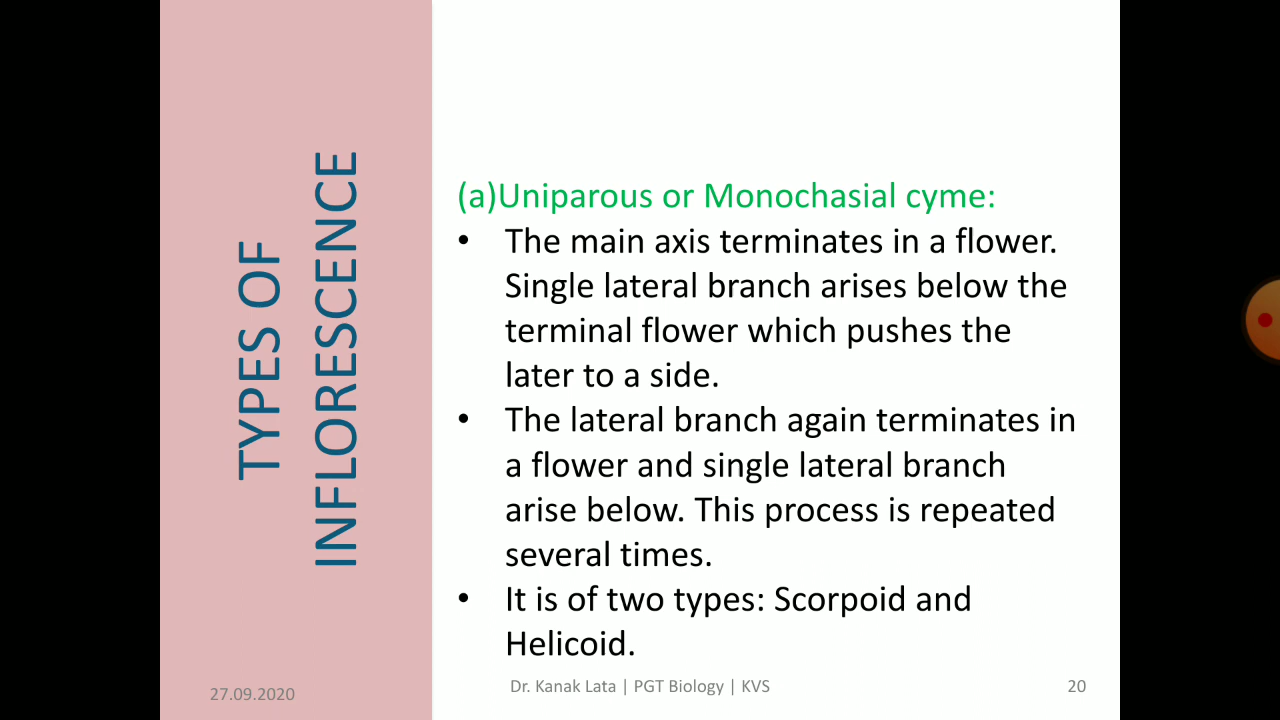 TYPES OF
INFLORESCENCE
(a)Uniparous or Monochasial cyme:
• The main axis terminates in a flower.
Single lateral branch arises below the
terminal flower which pushes the
later to a side.
• The lateral branch again terminates in
a flower and single lateral branch
arise below. This process is repeated
several times.
• It is of two types: Scorpoid and
Helicoid.
27.09.2020
Dr. Kanak Lata | PGT Biology | KVS
20